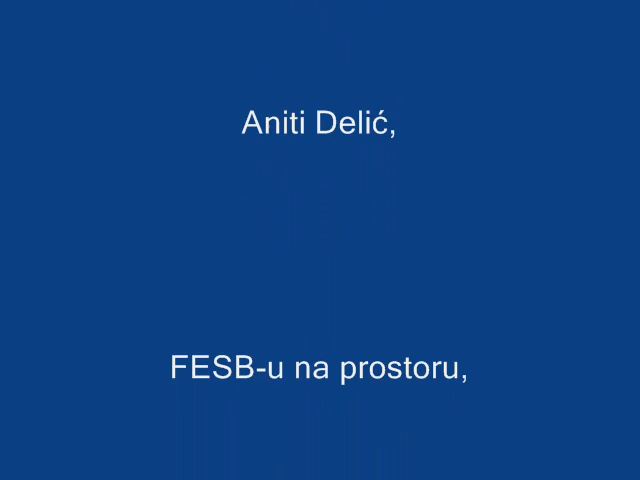 Aniti Delić,
FESB-u na prostoru,